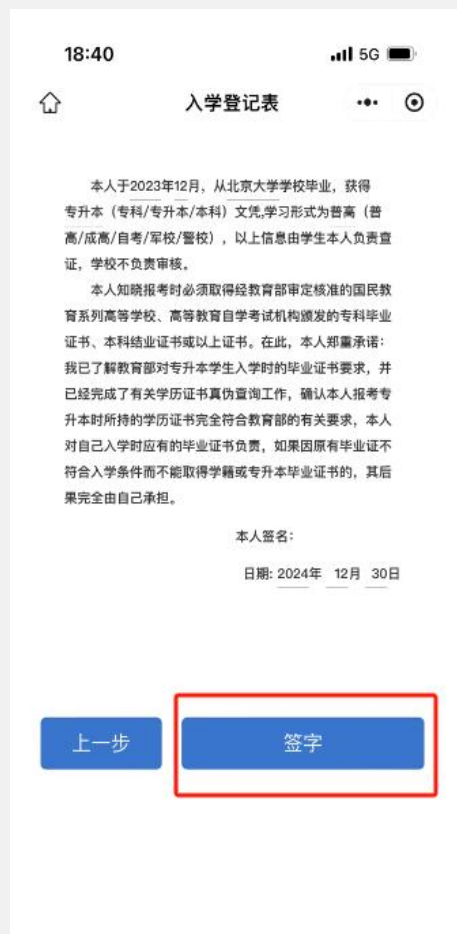 18:40 5G
入学登记表
本人于2023年12月，从北京大学学校毕业，获得
专升本（专科/专升本/本科）文凭,学习形式为普高（普
高/成高/自考/军校/警校），以上信息由学生本人负责查
证，学校不负责审核。
本人知晓报考时必须取得经教育部审定核准的国民教
育系列高等学校、高等教育自学考试机构颁发的专科毕业
证书、本科结业证书或以上证书。在此，本人郑重承诺：
我已了解教育部对专升本学生入学时的毕业证书要求，并
已经完成了有关学历证书真伪查询工作，确认本人报考专
升本时所持的学历证书完全符合教育部的有关要求，本人
对自己入学时应有的毕业证书负责，如果因原有毕业证不
符合入学条件而不能取得学籍或专升本毕业证书的，其后
果完全由自己承担。
本人签名：
日期: 2024年 12月 30日
上一步 签字